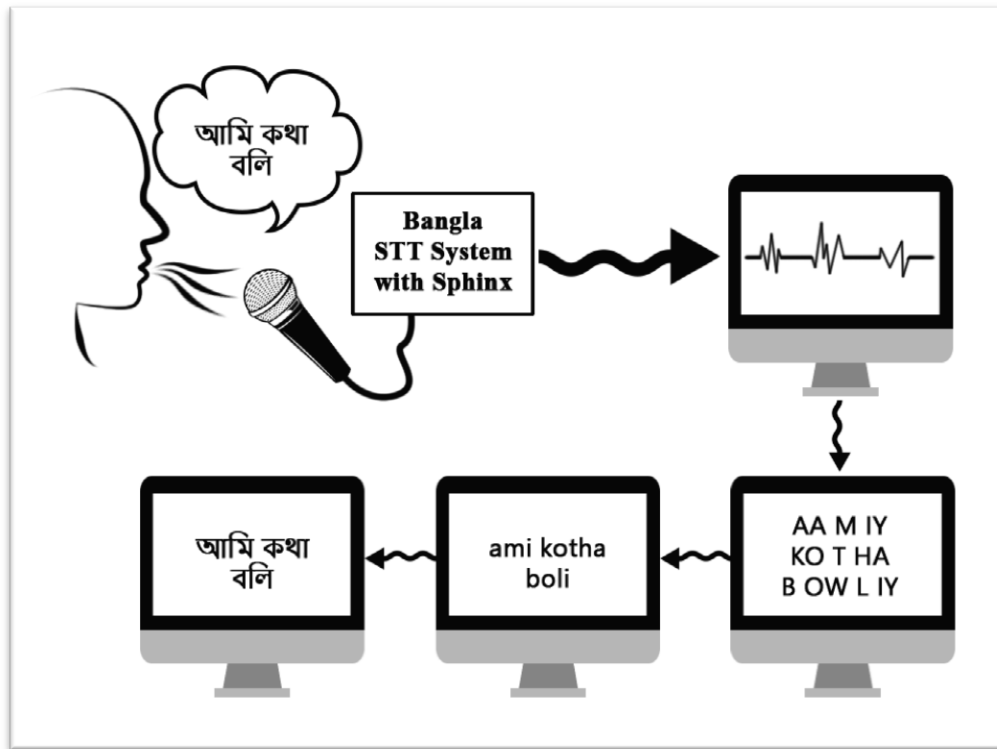 আমি কথা
বলি
Bangla
STT System
with Sphinx
AA M IY
KO T HA
B OW L IY
ami kotha
boli
আমি কথা
বলি